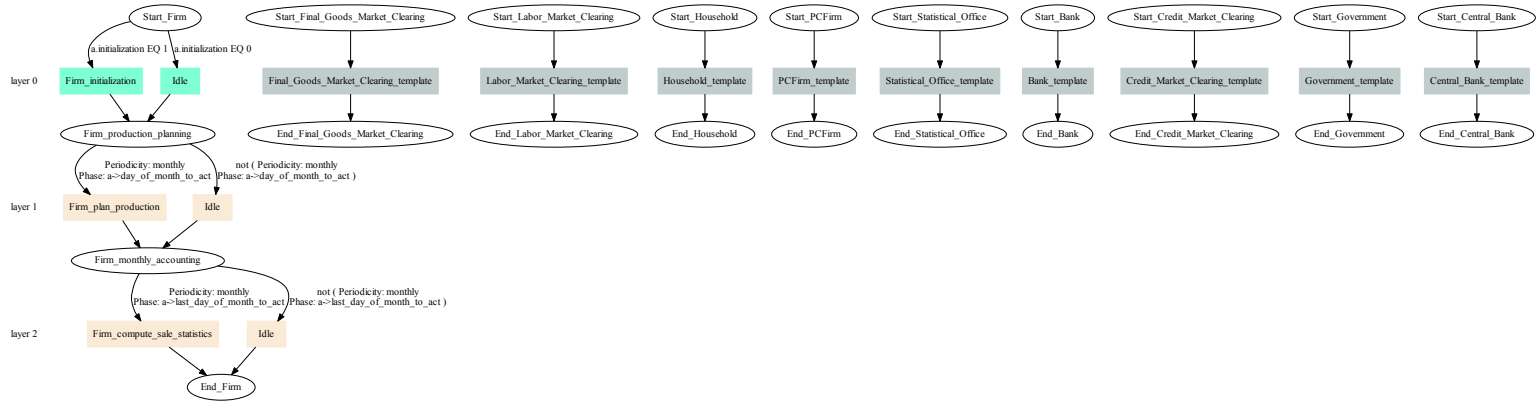 Start_Firm Start_Final_Goods_Market_Clearing Start_Labor_Market_Clearing Start_Household Start_PCFirm Start_Statistical_Office Start_Bank Start_Credit_Market_Clearing Start_Government Start_Central_Bank
a.initialization EQ 1 a.initialization EQ 0
layer 0 Firm_initialization Idle Final_Goods_Market_Clearing_template Labor_Market_Clearing_template Household_template PCFirm_template Statistical_Office_template Bank_template Credit_Market_Clearing_template Government_template Central_Bank_template
Firm_production_planning End_Final_Goods_Market_Clearing End_Labor_Market_Clearing End_Household End_PCFirm End_Statistical_Office End_Bank End_Credit_Market_Clearing End_Government End_Central_Bank
Periodicity: monthly not ( Periodicity: monthly
Phase: a->day_of_month_to_act Phase: a->day_of_month_to_act )
layer 1 Firm_plan_production Idle
Firm_monthly_accounting
Periodicity: monthly not ( Periodicity: monthly
Phase: a->last_day_of_month_to_act Phase: a->last_day_of_month_to_act )
layer 2 Firm_compute_sale_statistics Idle
End_Firm